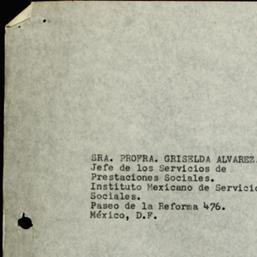 SRA. PROFRA. GRISELDA ALVAREZ
Jefe de los Servicios de
Prestaciones Sociales.
Instituto Mexicano de Servicio
Sociales.
Paseo de la Reforma 476.
México, D.F.